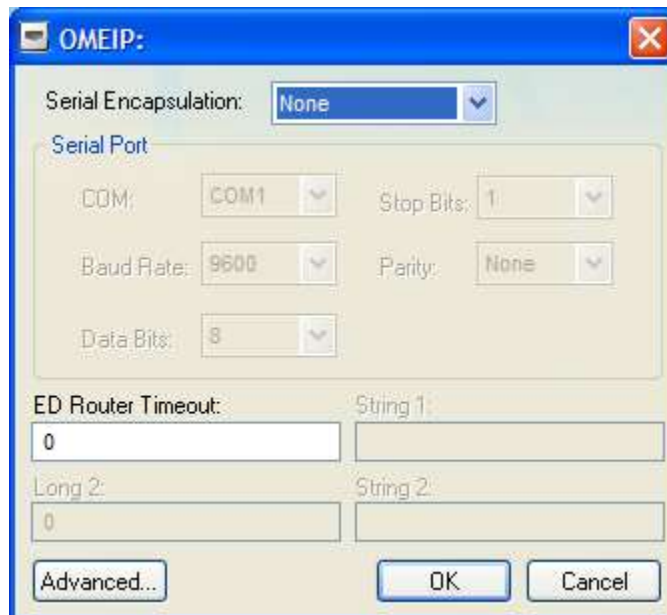 OMEIP:
Serial Encapsulation: None
Serial Port
COM: COM1 Stop Bits: 1
Baud Rate: 9600 Parity: None
Data Bits: 8
ED Router Timeout: String 1:
0
Long 2: String 2:
0
Advanced... OK Cancel